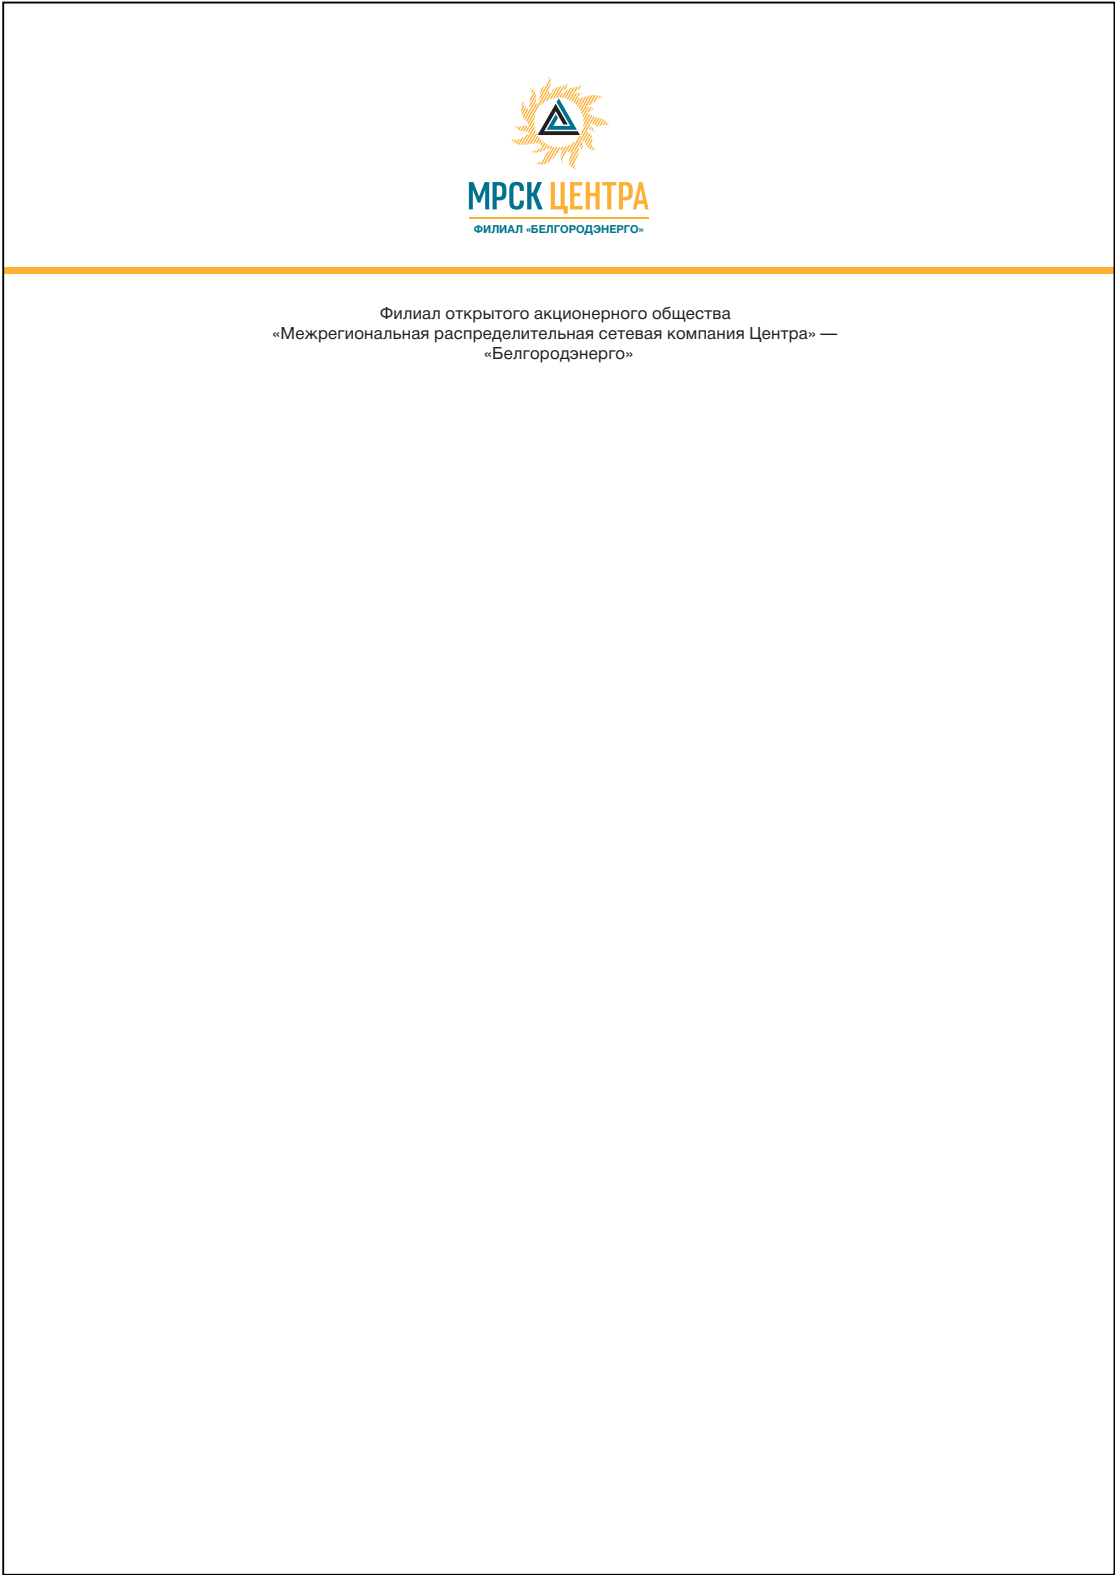 МРСК ЦЕНТРА
ФИЛИАЛ «БЕЛГОРОДЭНЕРГО»
Филиал открытого акционерного общества
«Межрегиональная распределительная сетевая компания Центра» —
«Белгородэнерго»